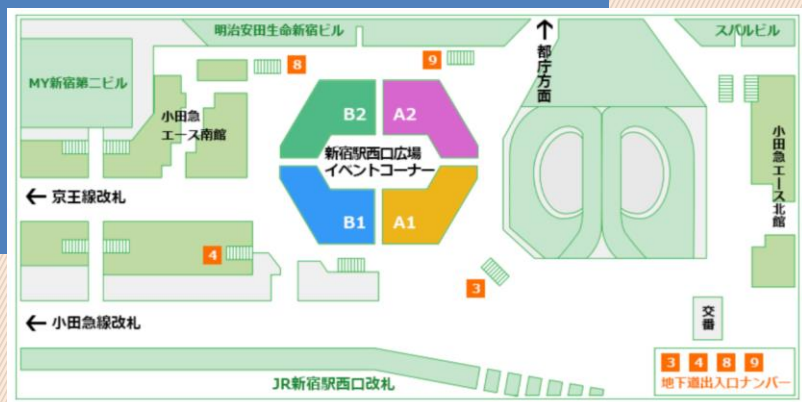 明治安田生命新宿ビル
スバルビル
MY新宿第二ビル
8
9
↑都庁方面
小田急
エース南館
B2
A2
新宿駅西口広場
イベントコーナー
小田急エース北館
← 京王線改札
B1
A1
4
3
交番
← 小田急線改札
3 4 8 9
地下道出入口ナンバー
JR新宿駅西口改札